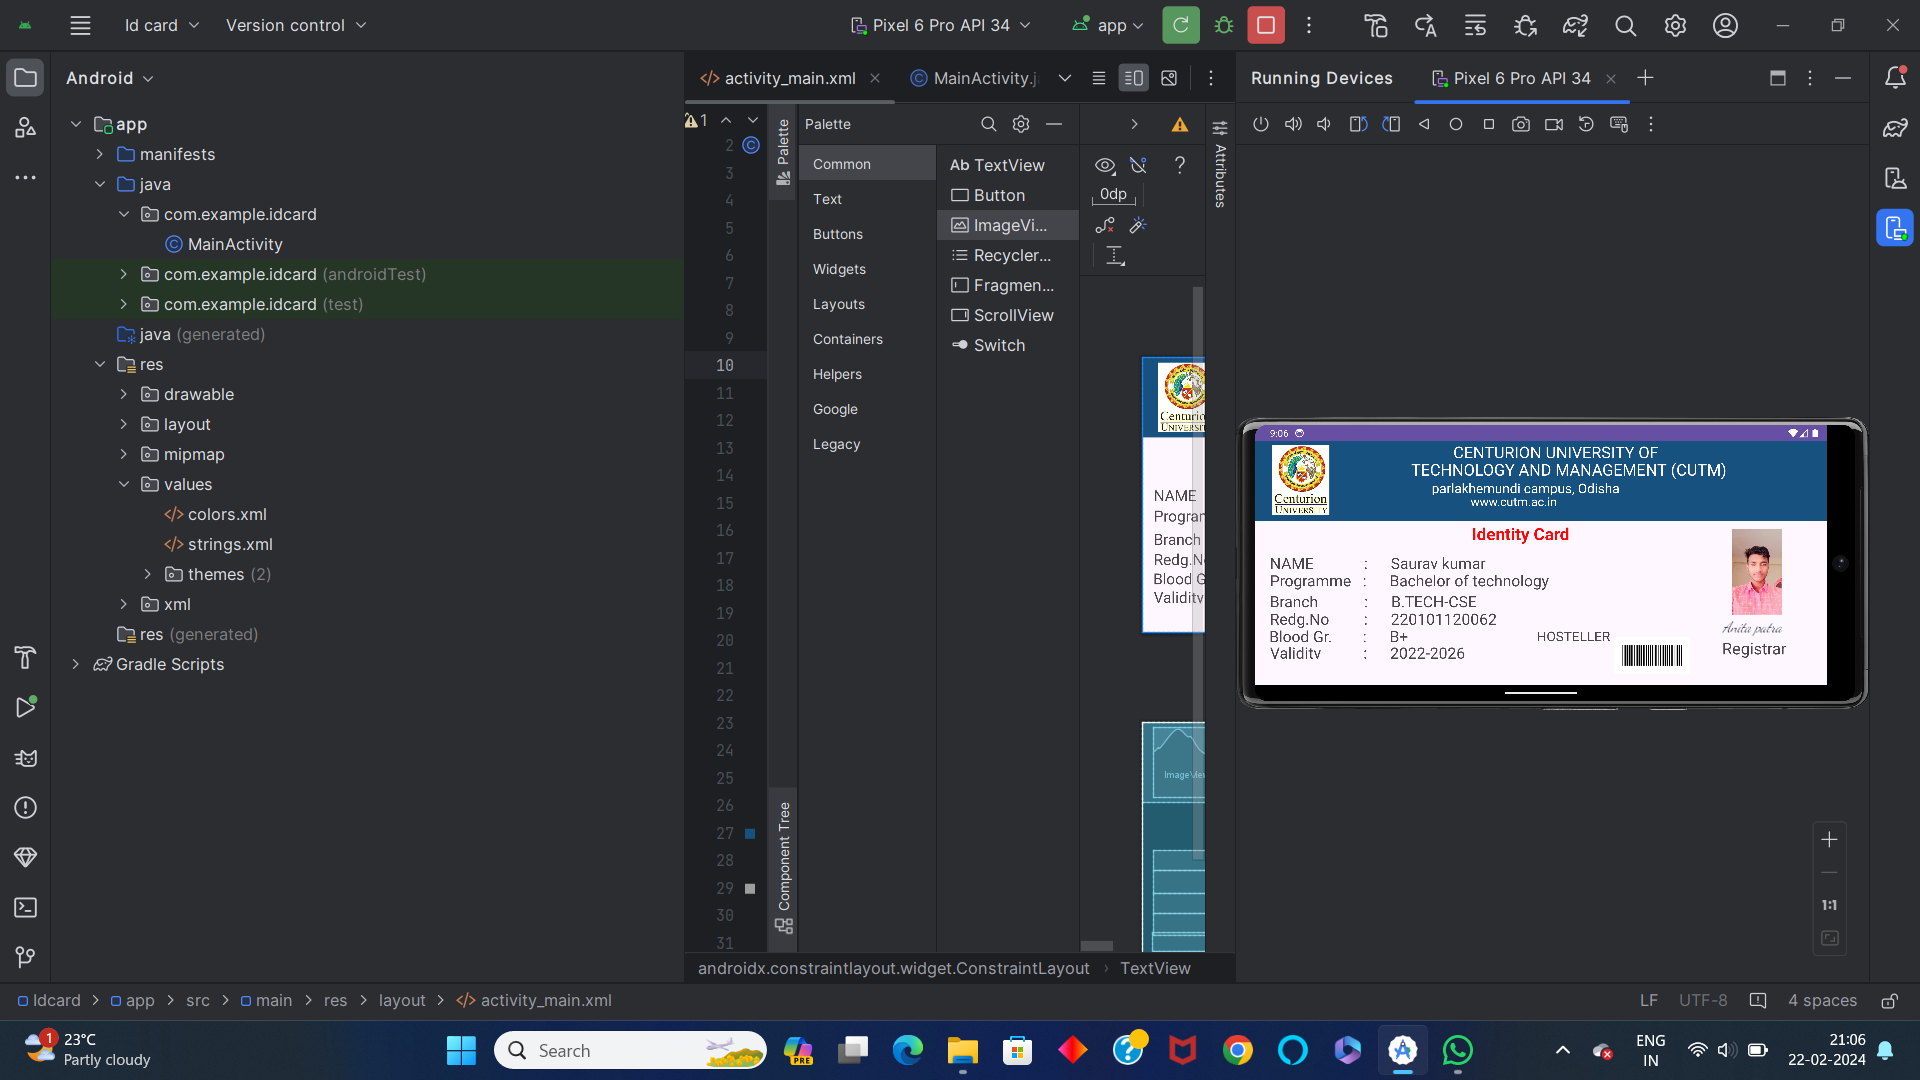 Id card
Version control
Pixel 6 Pro API 34
app
Android
activity_main.xml
MainActivity.j
Running Devices
Pixel 6 Pro API 34
app
manifests
java
com.example.idcard
MainActivity
com.example.idcard (androidTest)
com.example.idcard (test)
java (generated)
res
drawable
layout
mipmap
values
colors.xml
strings.xml
themes (2)
xml
res (generated)
Gradle Scripts
1
2
3
4
5
6
7
8
9
10
11
12
13
14
15
16
17
18
19
20
21
22
23
24
25
26
27
28
29
30
31
Palette
Component Tree
Palette
Common
Text
Buttons
Widgets
Layouts
Containers
Helpers
Google
Legacy
Ab TextView
Button
ImageVi...
Recycler...
Fragmen...
ScrollView
Switch
0dp
Attributes
Centurio
UNIVERS
NAME
Program
Branch
Redg.N
Blood G
Validitv
ImageVie
9:06
Centurion
UNIVERSITY
CENTURION UNIVERSITY OF
TECHNOLOGY AND MANAGEMENT (CUTM)
parlakhemundi campus, Odisha
www.cutm.ac.in
Identity Card
NAME : Saurav kumar
Programme : Bachelor of technology
Branch : B.TECH-CSE
Redg.No : 220101120062
Blood Gr. : B+
HOSTELLER
Validitv : 2022-2026
Anita patra
Registrar
1:1
androidx.constraintlayout.widget.ConstraintLayout > TextView
Idcard > app > src > main > res > layout > activity_main.xml
LF UTF-8 4 spaces
1
23°C
Partly cloudy
Search
PRE
ENG
IN
21:06
22-02-2024